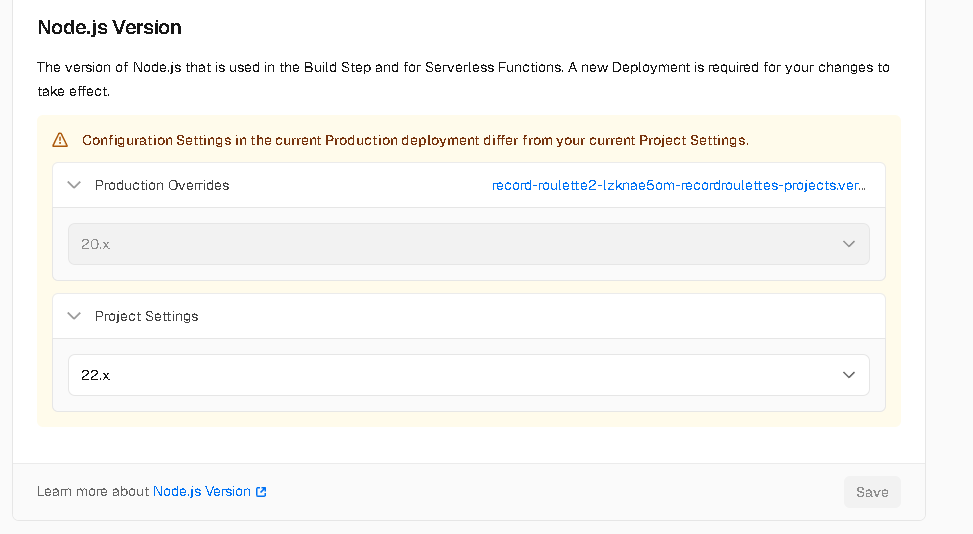 Node.js Version
The version of Node.js that is used in the Build Step and for Serverless Functions. A new Deployment is required for your changes to
take effect.
Configuration Settings in the current Production deployment differ from your current Project Settings.
Production Overrides record-roulette2-lzknae5om-recordroulettes-projects.ver...
20.x
Project Settings
22.x
Learn more about Node.js Version Save